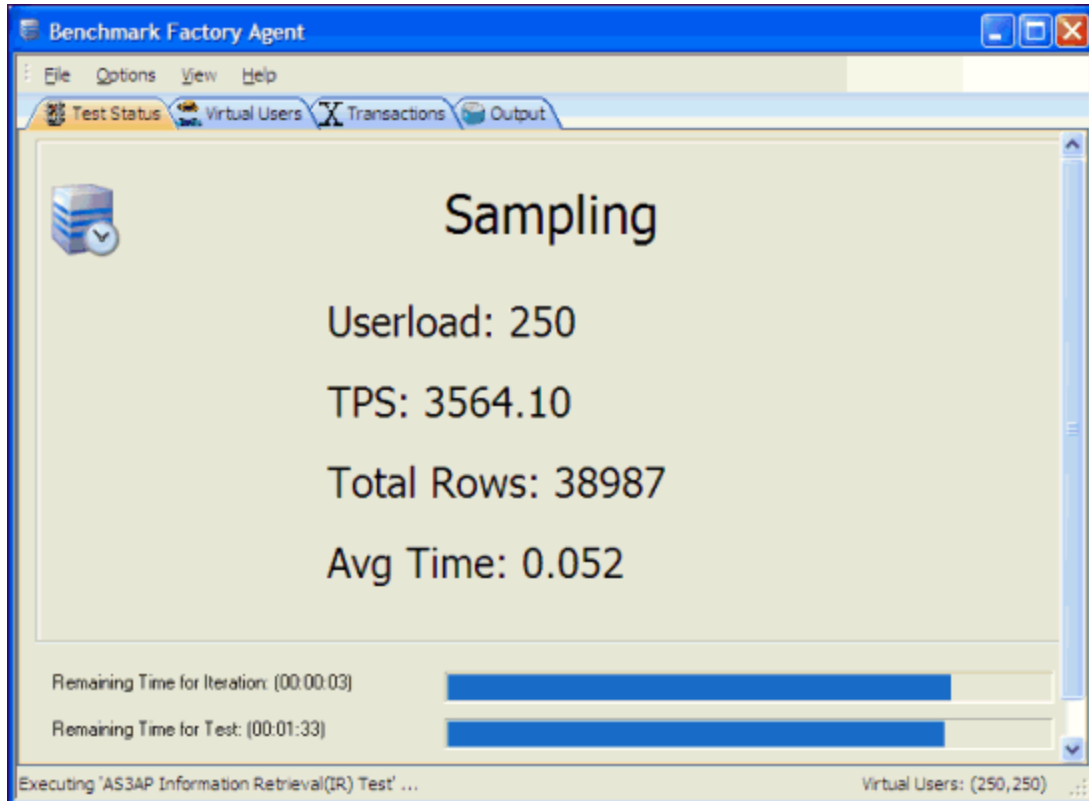 Benchmark Factory Agent
File Options View Help
Test Status Virtual Users Transactions Output
Sampling
Userload: 250
TPS: 3564.10
Total Rows: 38987
Avg Time: 0.052
Remaining Time for Iteration: (00:00:03)
Remaining Time for Test: (00:01:33)
Executing 'AS3AP Information Retrieval(IR) Test' ... Virtual Users: (250,250)